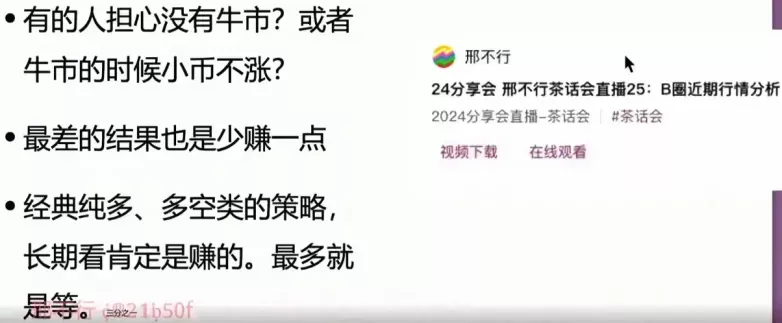 • 有的人担心没有牛市？或者
牛市的时候小币不涨？
• 最差的结果也是少赚一点
• 经典纯多、多空类的策略，
长期看肯定是赚的。最多就
是等。
三分之一
邢不行
24分享会 邢不行茶话会直播25：B圈近期行情分析
2024分享会直播-茶话会 | #茶话会
视频下载 在线观看